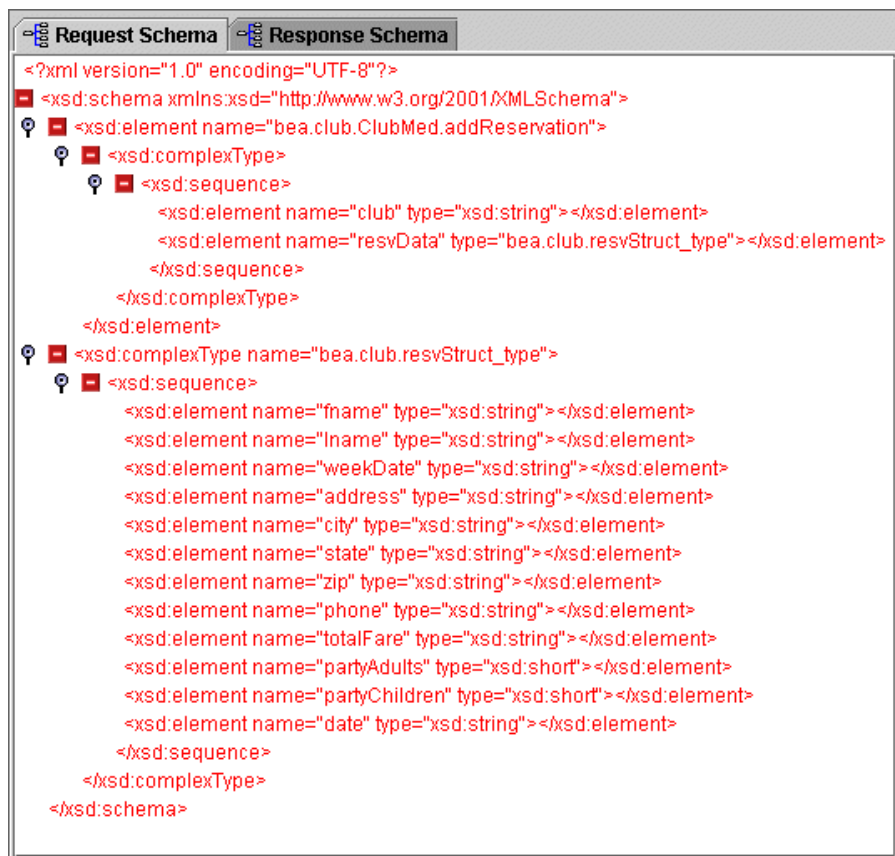 Request Schema Response Schema
<?xml version="1.0" encoding="UTF-8"?>
<xsd:schema xmlns:xsd="http://www.w3.org/2001/XMLSchema">
<xsd:element name="bea.club.ClubMed.addReservation">
<xsd:complexType>
<xsd:sequence>
<xsd:element name="club" type="xsd:string"></xsd:element>
<xsd:element name="resvData" type="bea.club.resvStruct_type"></xsd:element>
</xsd:sequence>
</xsd:complexType>
</xsd:element>
<xsd:complexType name="bea.club.resvStruct_type">
<xsd:sequence>
<xsd:element name="fname" type="xsd:string"></xsd:element>
<xsd:element name="lname" type="xsd:string"></xsd:element>
<xsd:element name="weekDate" type="xsd:string"></xsd:element>
<xsd:element name="address" type="xsd:string"></xsd:element>
<xsd:element name="city" type="xsd:string"></xsd:element>
<xsd:element name="state" type="xsd:string"></xsd:element>
<xsd:element name="zip" type="xsd:string"></xsd:element>
<xsd:element name="phone" type="xsd:string"></xsd:element>
<xsd:element name="totalFare" type="xsd:string"></xsd:element>
<xsd:element name="partyAdults" type="xsd:short"></xsd:element>
<xsd:element name="partyChildren" type="xsd:short"></xsd:element>
<xsd:element name="date" type="xsd:string"></xsd:element>
</xsd:sequence>
</xsd:complexType>
</xsd:schema>